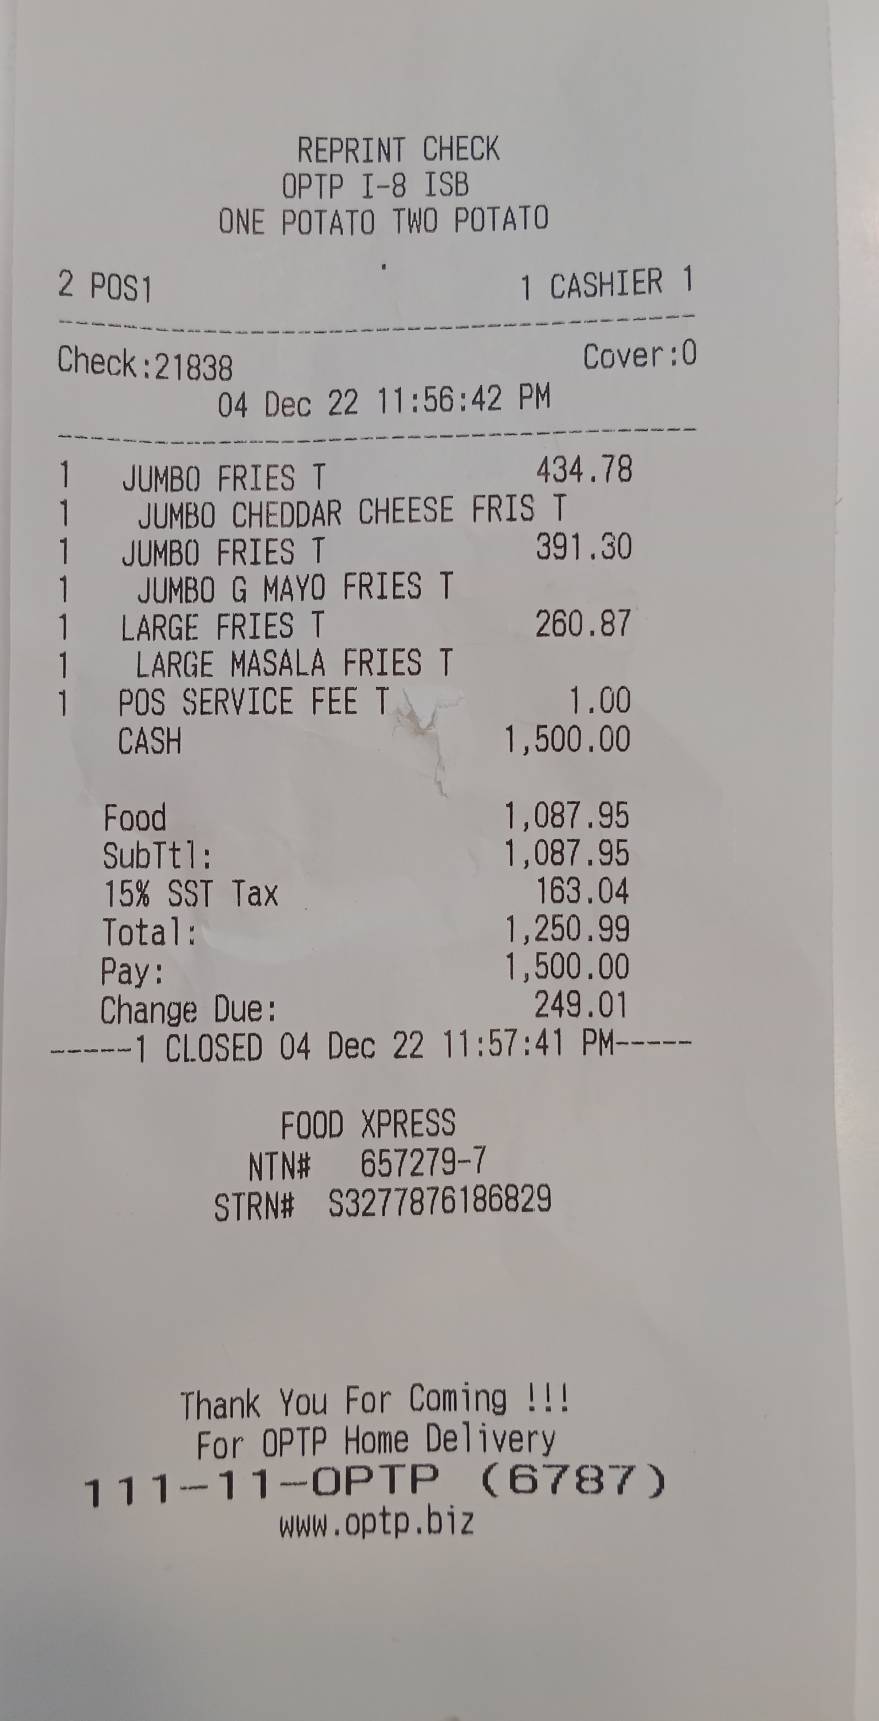 REPRINT CHECK
OPTP I-8 ISB
ONE POTATO TWO POTATO
2 POS1 1 CASHIER 1
Check:21838 Cover:0
04 Dec 22 11:56:42 PM
1 JUMBO FRIES T 434.78
1 JUMBO CHEDDAR CHEESE FRIS T
1 JUMBO FRIES T 391.30
1 JUMBO G MAYO FRIES T
1 LARGE FRIES T 260.87
1 LARGE MASALA FRIES T
1 POS SERVICE FEE T 1.00
CASH 1,500.00
Food 1,087.95
SubTtl: 1,087.95
15% SST Tax 163.04
Total: 1,250.99
Pay: 1,500.00
Change Due: 249.01
-----1 CLOSED 04 Dec 22 11:57:41 PM-----
FOOD XPRESS
NTN# 657279-7
STRN# S3277876186829
Thank You For Coming !!!
For OPTP Home Delivery
111-11-OPTP (6787)
www.optp.biz